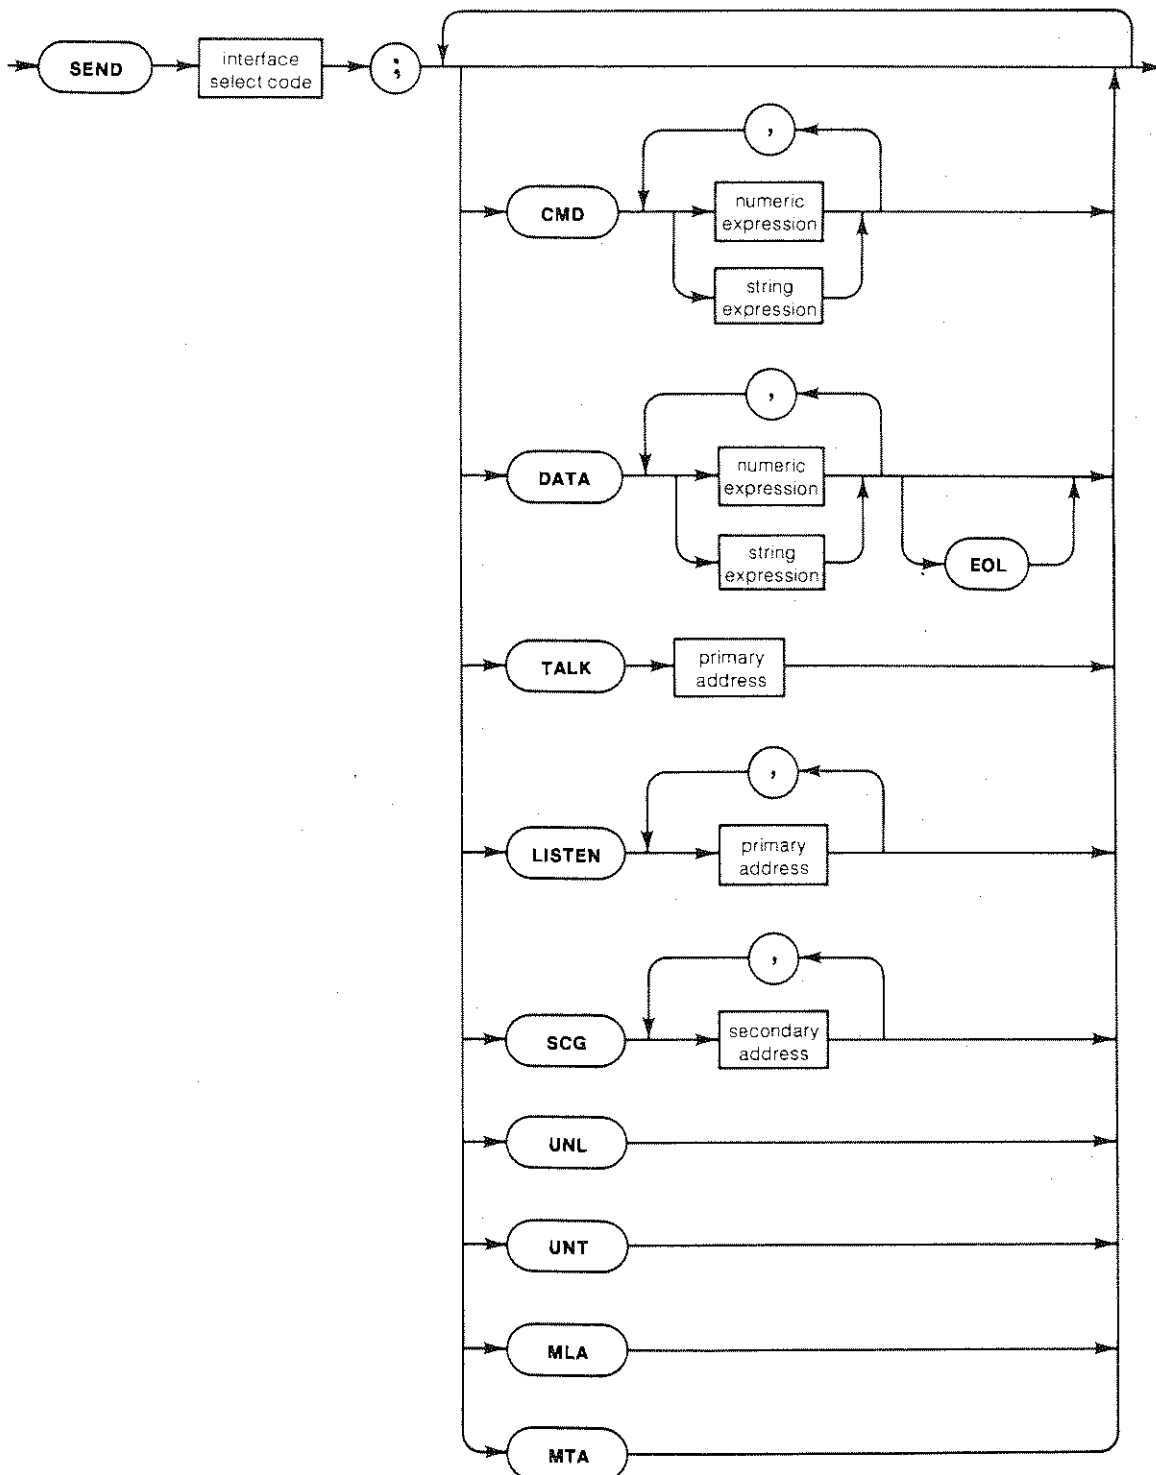 SEND
interface
select code
;
,
CMD
numeric
expression
string
expression
,
DATA
numeric
expression
string
expression
EOL
TALK
primary
address
,
LISTEN
primary
address
,
SCG
secondary
address
UNL
UNT
MLA
MTA